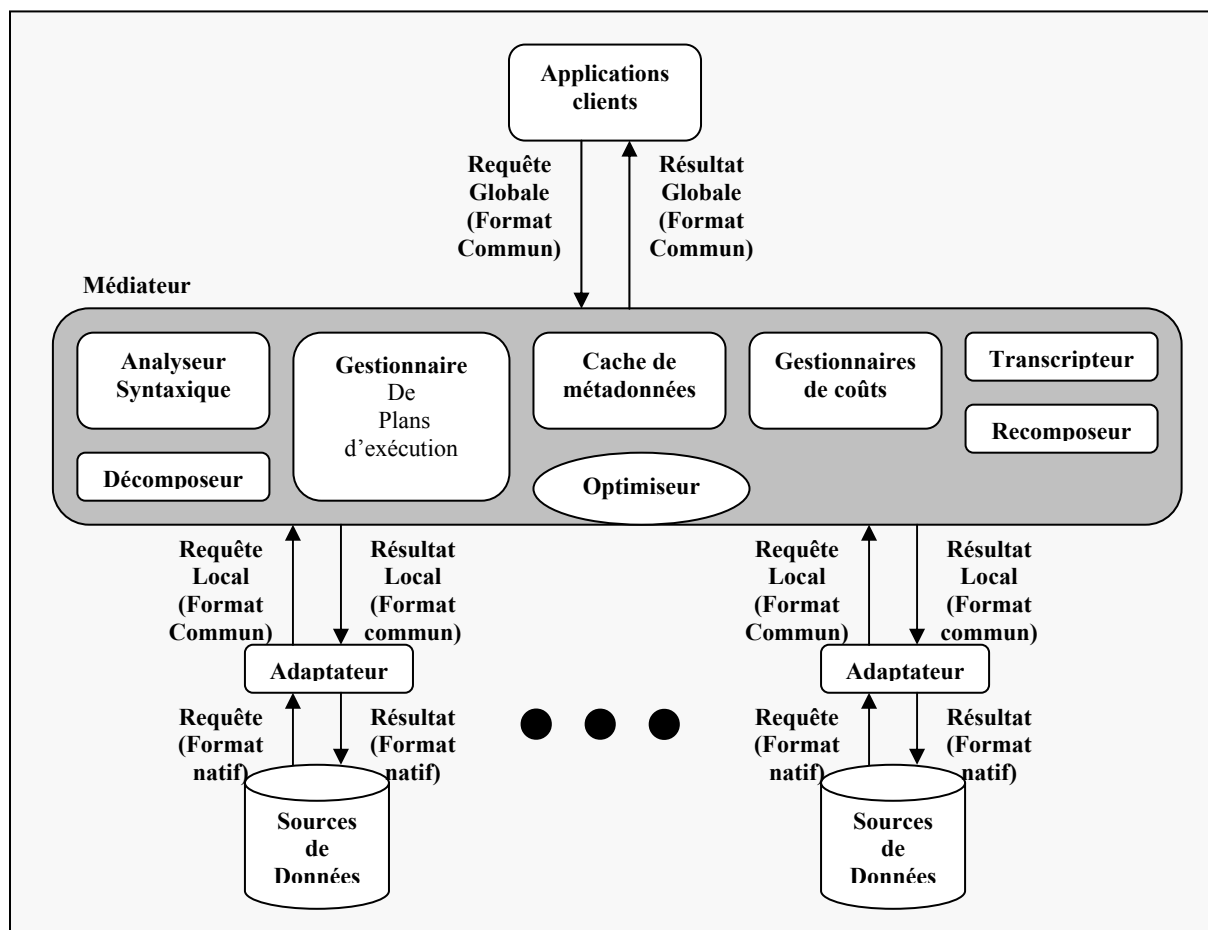 Applications
clients
Requête
Globale
(Format
Commun)
Résultat
Globale
(Format
Commun)
Médiateur
Analyseur
Syntaxique
Gestionnaire
De
Plans
d'exécution
Cache de
métadonnées
Gestionnaires
de coûts
Transcripteur
Recomposeur
Décomposeur
Optimiseur
Requête
Local
(Format
Commun)
Résultat
Local
(Format
commun)
Requête
Local
(Format
Commun)
Résultat
Local
(Format
commun)
Adaptateur
Adaptateur
Requête
(Format
natif)
Résultat
(Format
natif)
Requête
(Format
natif)
Résultat
(Format
natif)
Sources
de
Données
Sources
de
Données